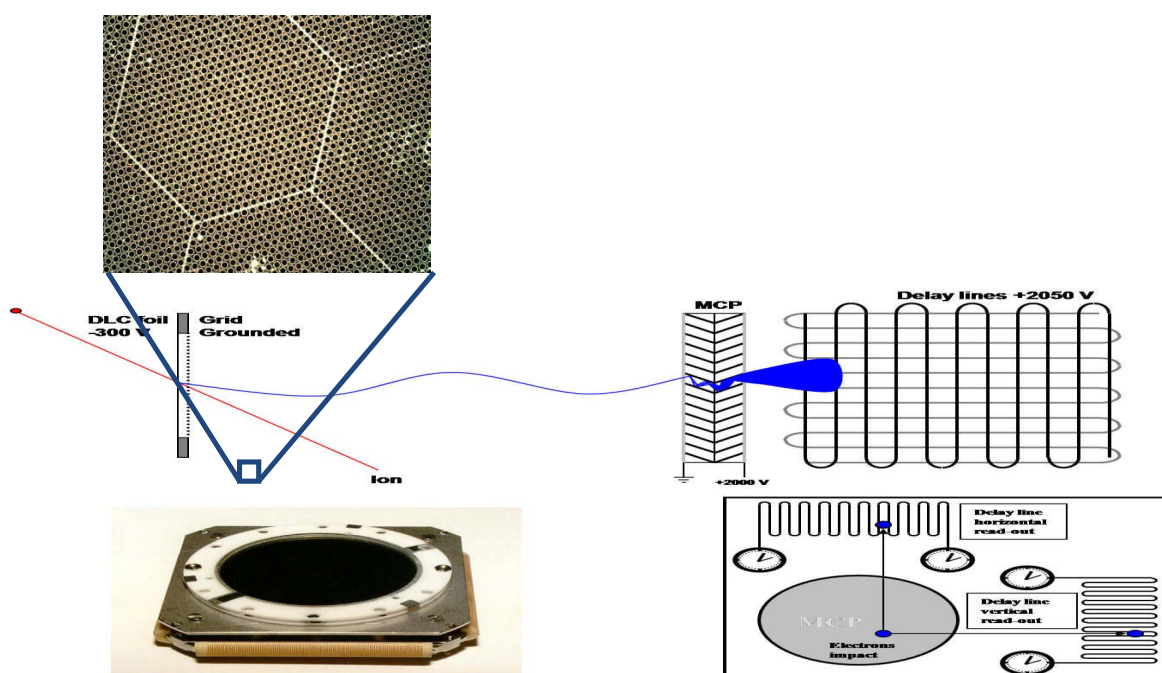 DLC foil
-300 V
Grid
Grounded
MCP
Delay lines +2050 V
Ion
+2000 V
Delay line
horizontal
read-out
Delay line
vertical
read-out
MCP
Electrons
impact